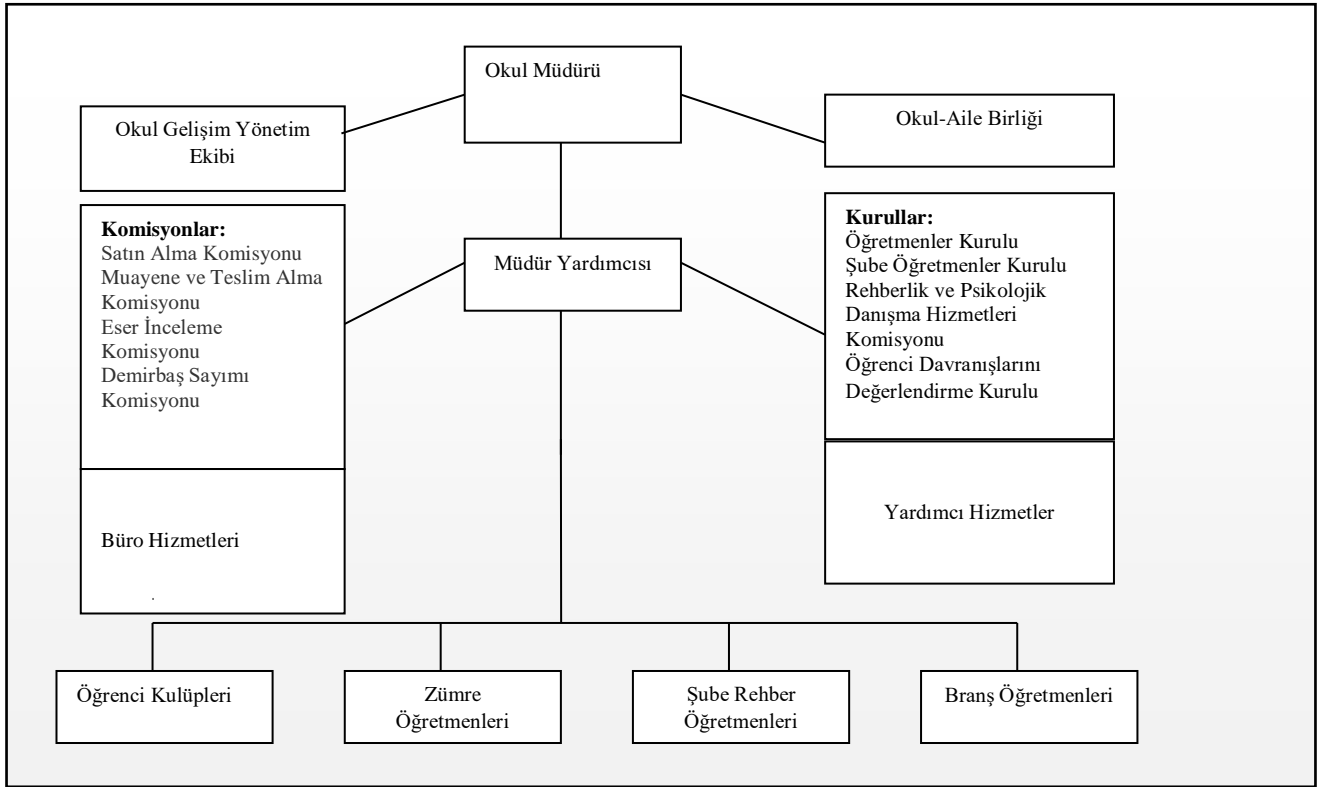 Okul Müdürü
Okul Gelişim Yönetim
Ekibi
Okul-Aile Birliği
Komisyonlar:
Satın Alma Komisyonu
Muayene ve Teslim Alma
Komisyonu
Eser İnceleme
Komisyonu
Demirbaş Sayımı
Komisyonu
Müdür Yardımcısı
Kurullar:
Öğretmenler Kurulu
Şube Öğretmenler Kurulu
Rehberlik ve Psikolojik
Danışma Hizmetleri
Komisyonu
Öğrenci Davranışlarını
Değerlendirme Kurulu
Büro Hizmetleri
.
Yardımcı Hizmetler
Öğrenci Kulüpleri
Zümre
Öğretmenleri
Şube Rehber
Öğretmenleri
Branş Öğretmenleri